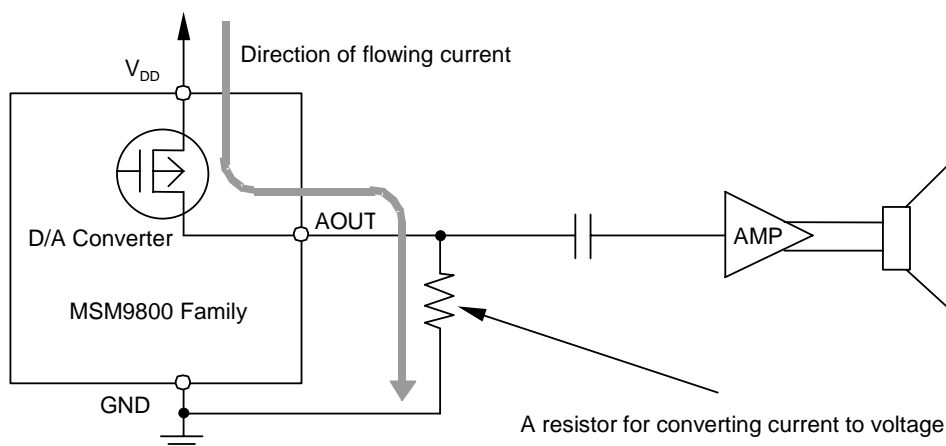 Direction of flowing current
VDD
D/A Converter
AOUT
AMP
MSM9800 Family
GND
A resistor for converting current to voltage